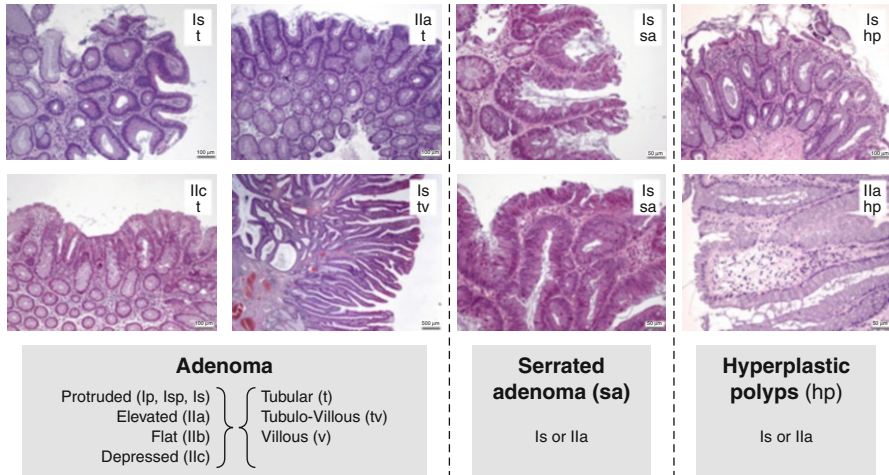 Is
t
100 µm
IIa
t
100 µm
Is
sa
50 µm
Is
hp
100 µm
IIc
t
100 µm
Is
tv
500 µm
Is
sa
50 µm
IIa
hp
50 µm
Adenoma
Protruded (Ip, Isp, Is)
Elevated (IIa)
Flat (IIb)
Depressed (IIc)
Tubular (t)
Tubulo-Villous (tv)
Villous (v)
Serrated
adenoma (sa)
Is or IIa
Hyperplastic
polyps (hp)
Is or IIa